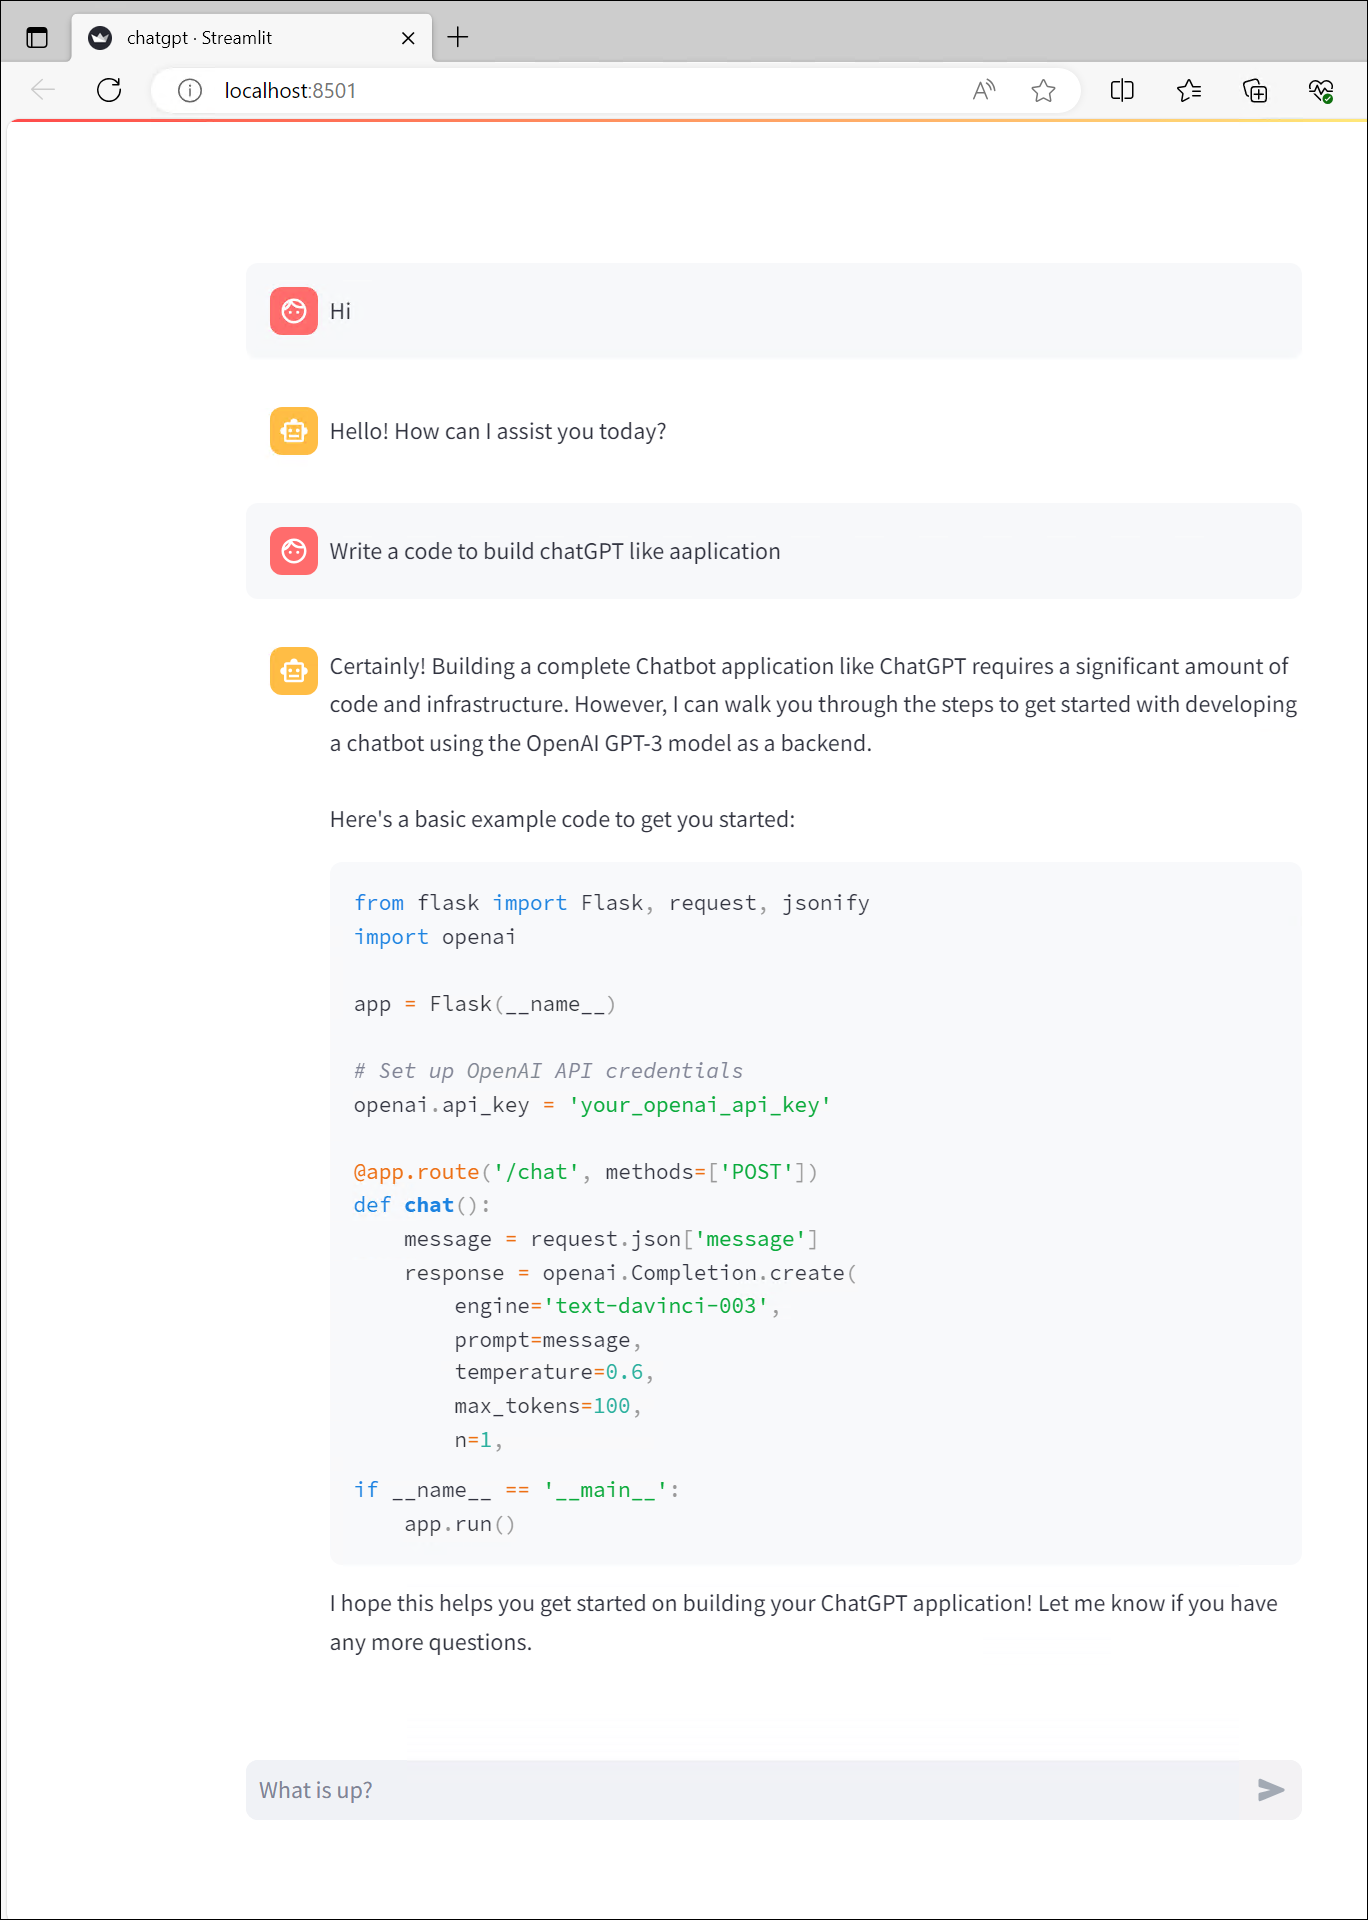 chatgpt · Streamlit
localhost:8501
Hi
Hello! How can I assist you today?
Write a code to build chatGPT like aaplication
Certainly! Building a complete Chatbot application like ChatGPT requires a significant amount of
code and infrastructure. However, I can walk you through the steps to get started with developing
a chatbot using the OpenAI GPT-3 model as a backend.
Here's a basic example code to get you started:
from flask import Flask, request, jsonify
import openai
app = Flask(__name__)
# Set up OpenAI API credentials
openai.api_key = 'your_openai_api_key'
@app.route('/chat', methods=['POST'])
def chat():
    message = request.json['message']
    response = openai.Completion.create(
        engine='text-davinci-003',
        prompt=message,
        temperature=0.6,
        max_tokens=100,
        n=1,
if __name__ == '__main__':
    app.run()
I hope this helps you get started on building your ChatGPT application! Let me know if you have
any more questions.
What is up?